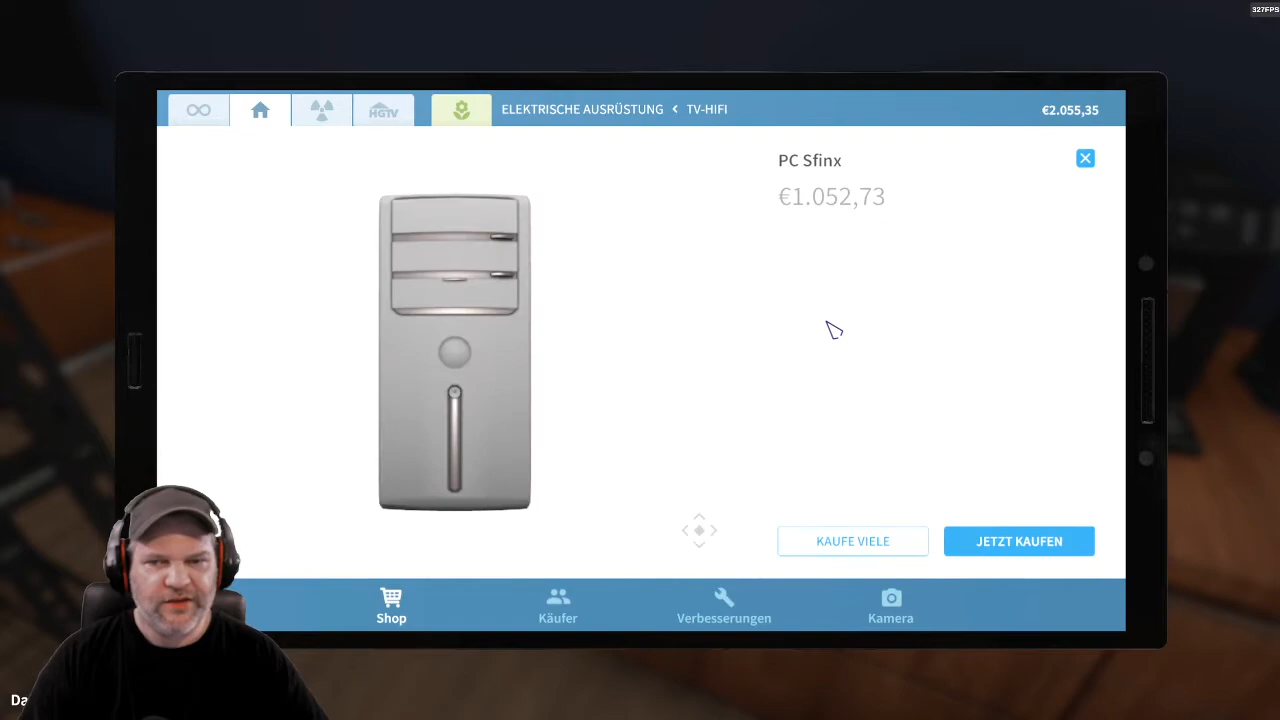 327FPS
HGTV
ELEKTRISCHE AUSRÜSTUNG < TV-HIFI
€2.055,35
PC Sfinx
€1.052,73
KAUFE VIELE
JETZT KAUFEN
Shop
Käufer
Verbesserungen
Kamera